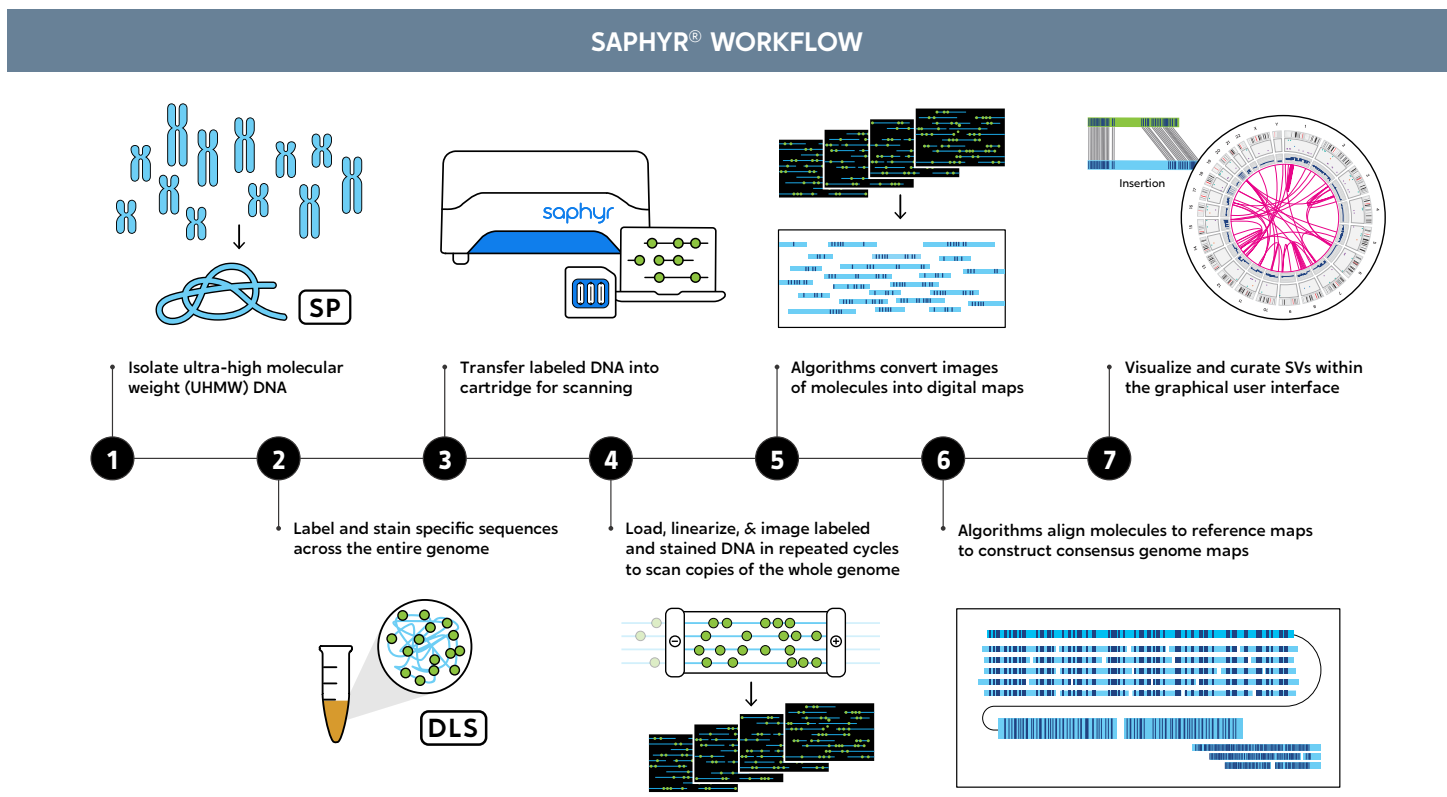 SAPHYR® WORKFLOW
saphyr
Insertion
SP
Isolate ultra-high molecular
weight (UHMW) DNA
Transfer labeled DNA into
cartridge for scanning
Algorithms convert images
of molecules into digital maps
Visualize and curate SVs within
the graphical user interface
1
2
3
4
5
6
7
Label and stain specific sequences
across the entire genome
Load, linearize, & image labeled
and stained DNA in repeated cycles
to scan copies of the whole genome
Algorithms align molecules to reference maps
to construct consensus genome maps
DLS